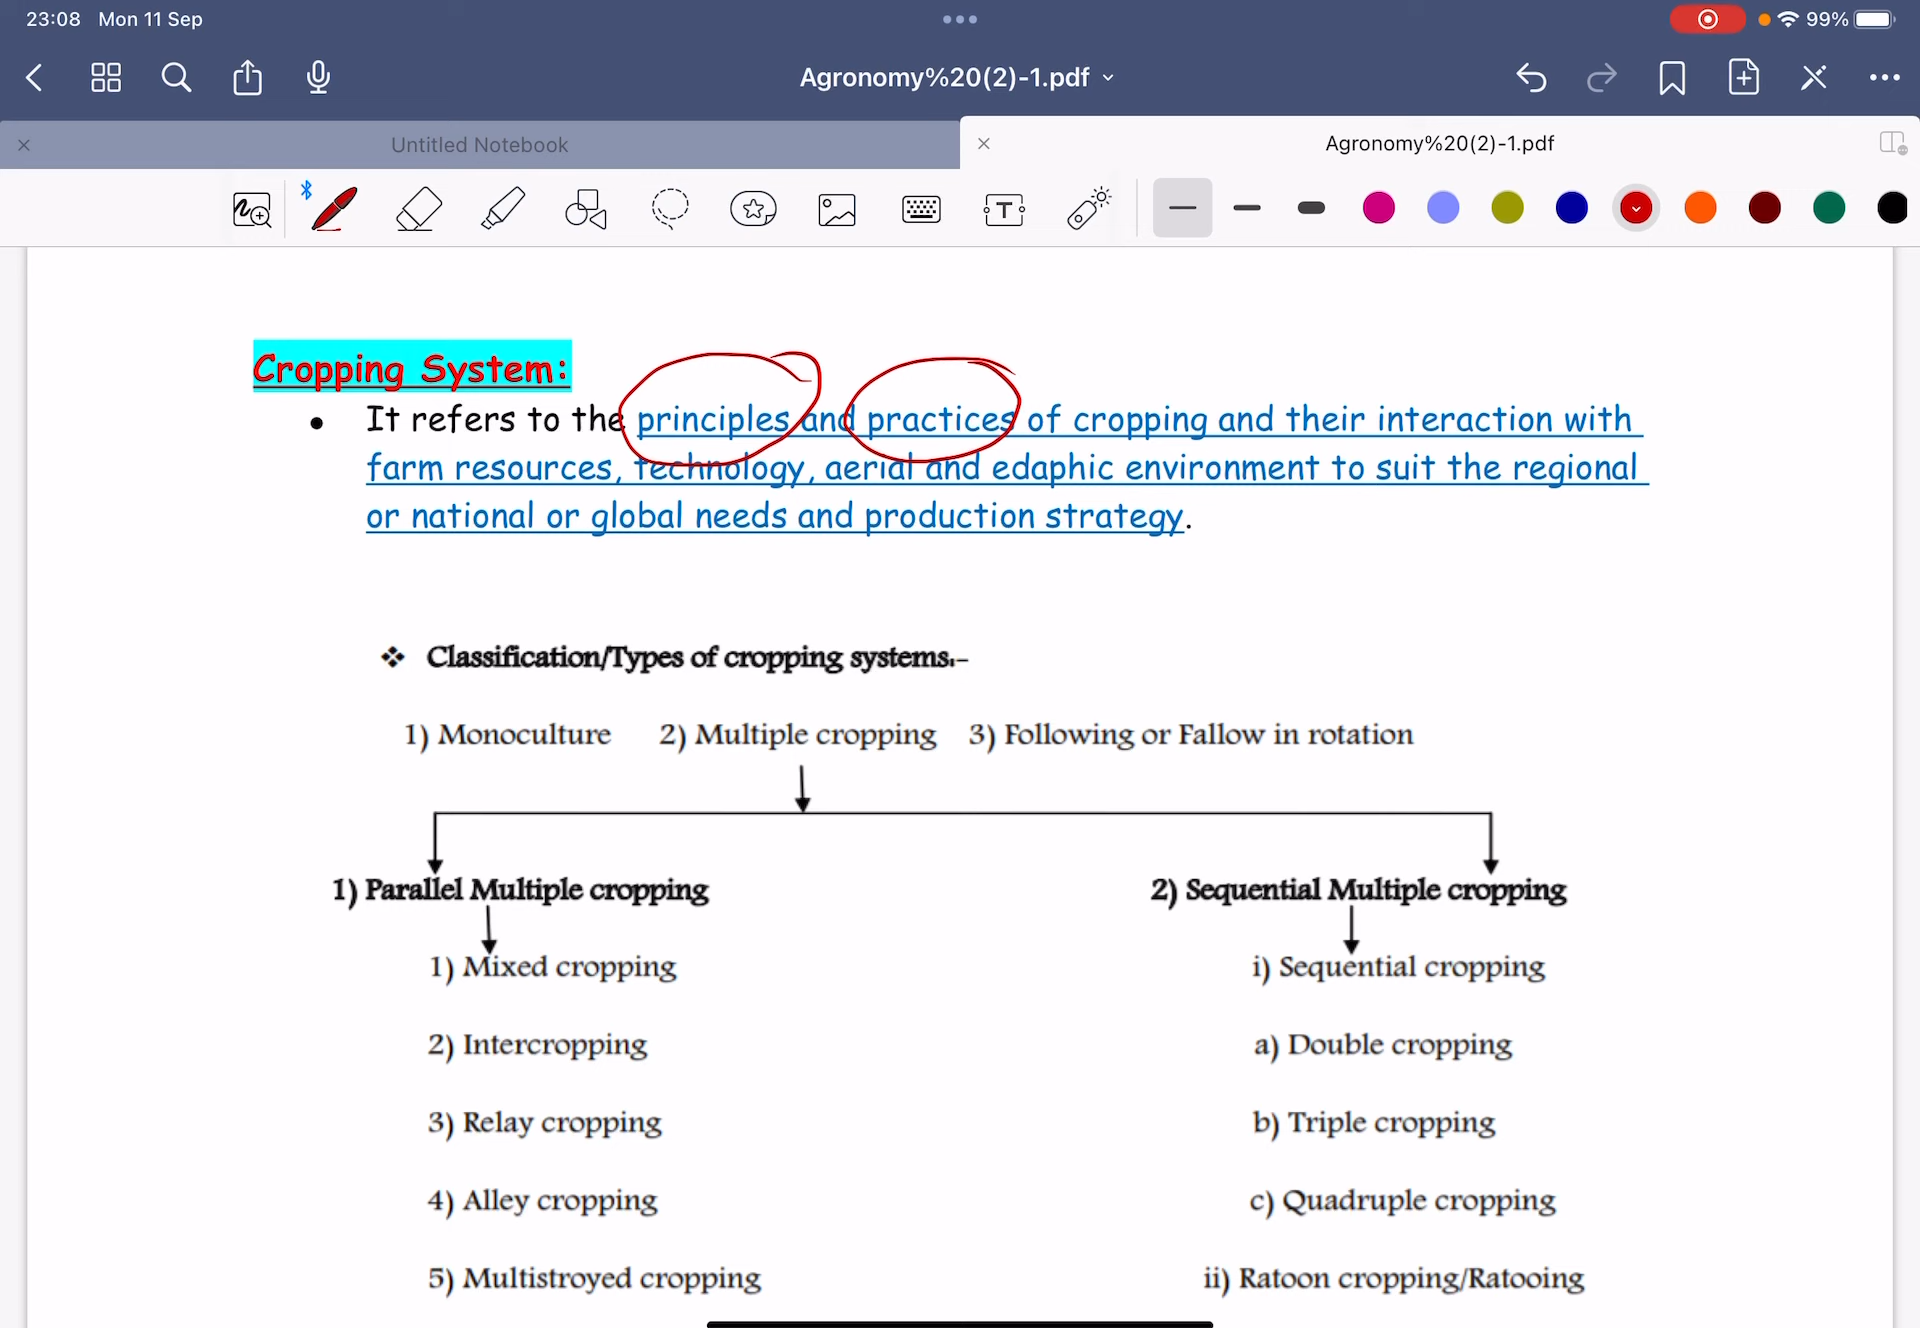 23:08 Mon 11 Sep
99%
Agronomy%20(2)-1.pdf
Untitled Notebook
Agronomy%20(2)-1.pdf
T
Cropping System:
• It refers to the principles and practices of cropping and their interaction with
farm resources, technology, aerial and edaphic environment to suit the regional
or national or global needs and production strategy.
❖ Classification/Types of cropping systems.-
1) Monoculture 2) Multiple cropping 3) Following or Fallow in rotation
1) Parallel Multiple cropping 2) Sequential Multiple cropping
1) Mixed cropping i) Sequential cropping
2) Intercropping a) Double cropping
3) Relay cropping b) Triple cropping
4) Alley cropping c) Quadruple cropping
5) Multistroyed cropping ii) Ratoon cropping/Ratooing